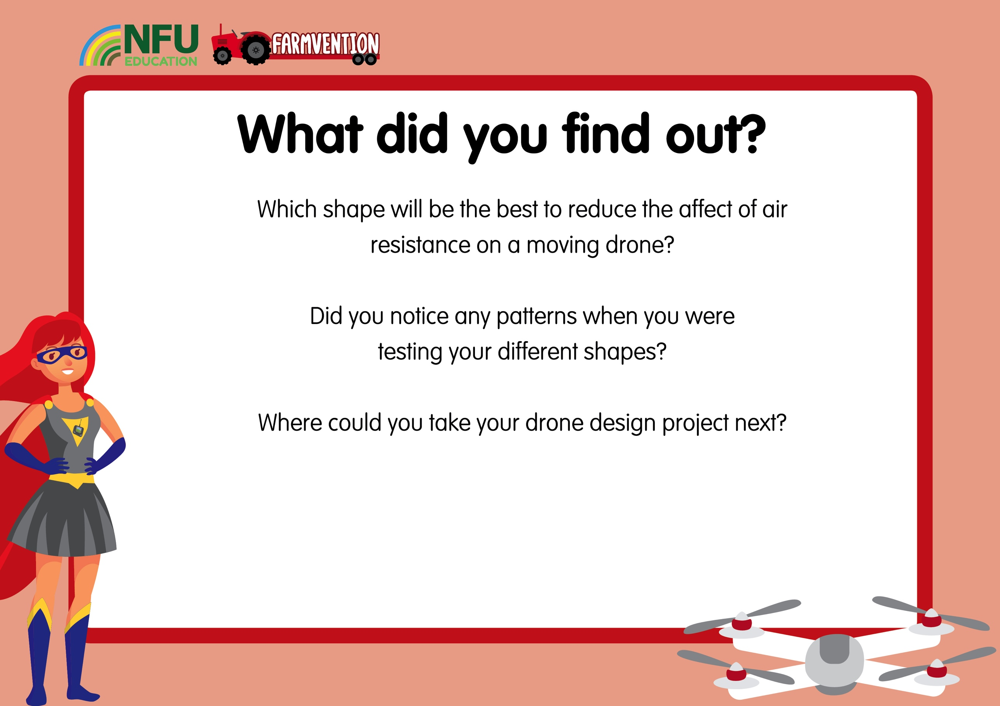 NFU
EDUCATION
FARMVENTION
What did you find out?
Which shape will be the best to reduce the affect of air
resistance on a moving drone?
Did you notice any patterns when you were
testing your different shapes?
Where could you take your drone design project next?